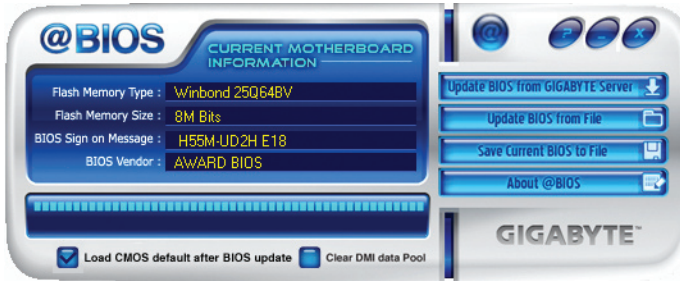 @BIOS
CURRENT MOTHERBOARD
INFORMATION
Flash Memory Type : Winbond 25Q64BV
Flash Memory Size : 8M Bits
BIOS Sign on Message : H55M-UD2H E18
BIOS Vendor : AWARD BIOS
Load CMOS default after BIOS update
Clear DMI data Pool
@ ? _ X
Update BIOS from GIGABYTE Server
Update BIOS from File
Save Current BIOS to File
About @BIOS
GIGABYTE™